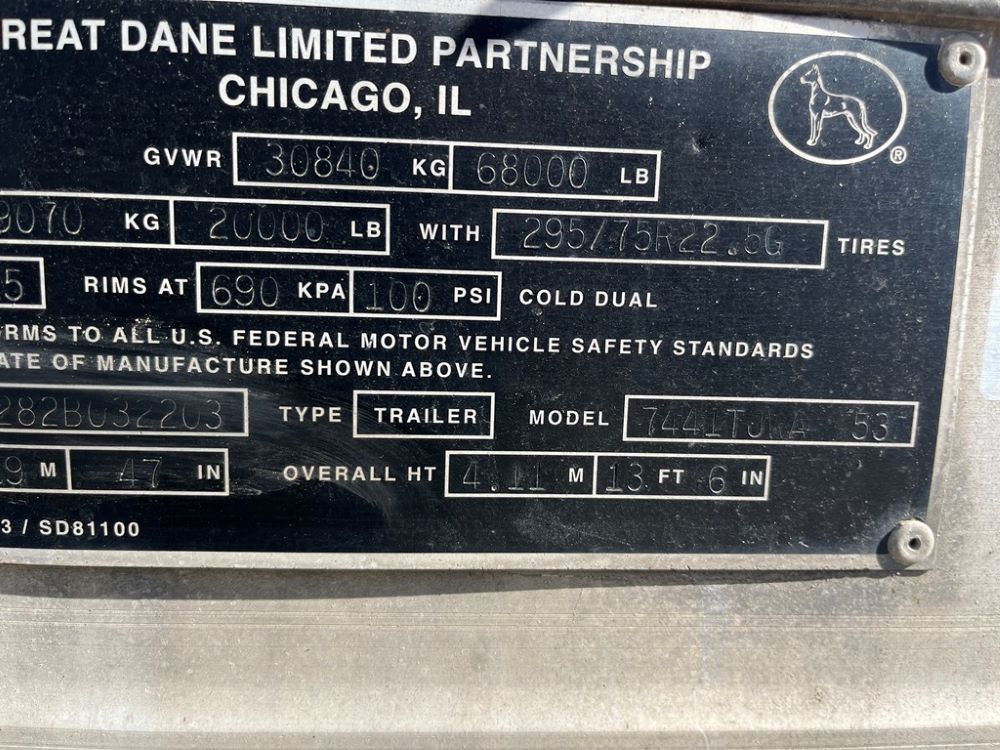 REAT DANE LIMITED PARTNERSHIP
CHICAGO, IL
®
GVWR 30840 KG 68000 LB
9070 KG 20000 LB WITH 295/75R22.5G TIRES
.5 RIMS AT 690 KPA 100 PSI COLD DUAL
RMS TO ALL U.S. FEDERAL MOTOR VEHICLE SAFETY STANDARDS
ATE OF MANUFACTURE SHOWN ABOVE.
282B032203 TYPE TRAILER MODEL 53
9 M 47 IN OVERALL HT 4.11 M 13 FT 6 IN
3 / SD81100